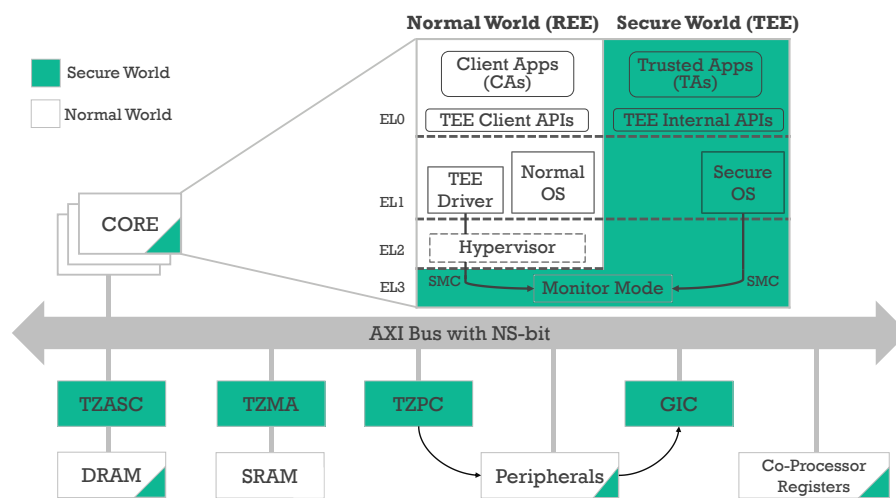 Normal World (REE)
Secure World (TEE)
Secure World
Normal World
Client Apps
(CAs)
Trusted Apps
(TAs)
EL0
TEE Client APIs
TEE Internal APIs
EL1
TEE
Driver
Normal
OS
Secure
OS
CORE
EL2
Hypervisor
EL3
SMC
Monitor Mode
SMC
AXI Bus with NS-bit
TZASC
TZMA
TZPC
GIC
DRAM
SRAM
Peripherals
Co-Processor
Registers